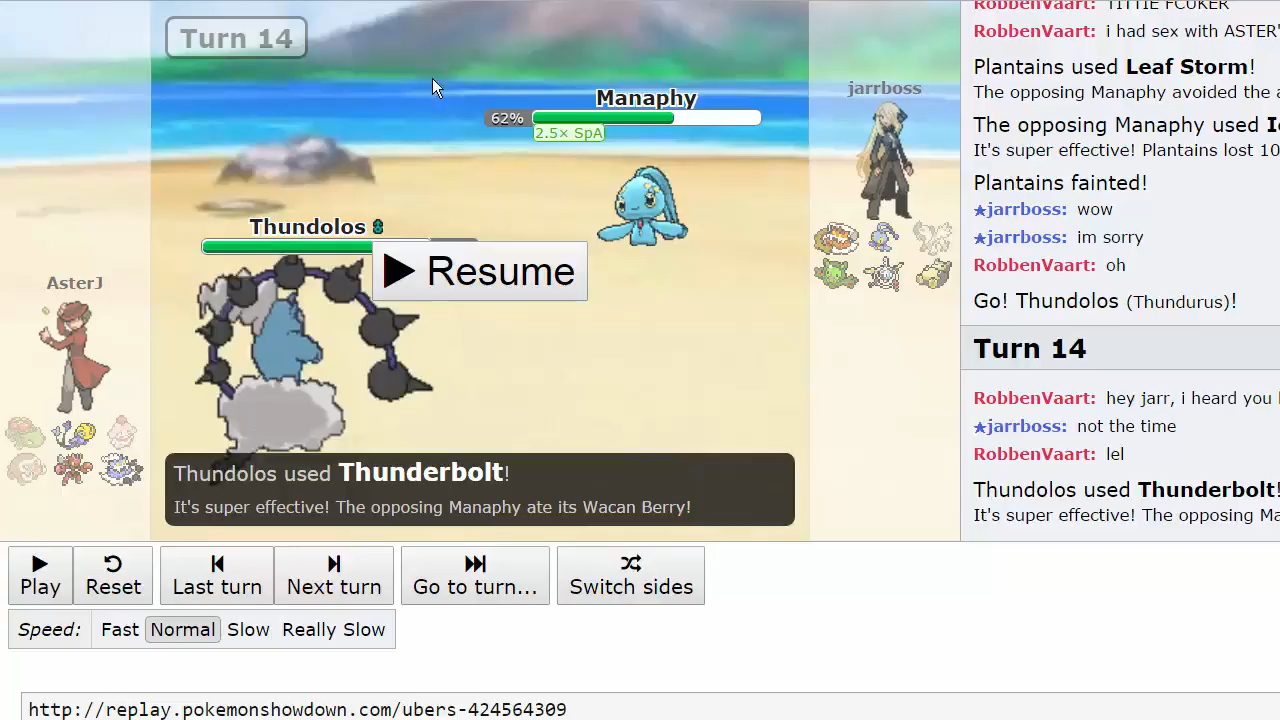 Turn 14
Manaphy
62%
2.5× SpA
Thundolos
Resume
AsterJ
jarrboss
Thundolos used Thunderbolt!
It's super effective! The opposing Manaphy ate its Wacan Berry!
RobbenVaart: TITTIE FCUKER
RobbenVaart: i had sex with ASTER'
Plantains used Leaf Storm!
The opposing Manaphy avoided the a
The opposing Manaphy used I
It's super effective! Plantains lost 10
Plantains fainted!
★jarrboss: wow
★jarrboss: im sorry
RobbenVaart: oh
Go! Thundolos (Thundurus)!
Turn 14
RobbenVaart: hey jarr, i heard you
★jarrboss: not the time
RobbenVaart: lel
Thundolos used Thunderbolt!
It's super effective! The opposing Ma
Play Reset Last turn Next turn Go to turn... Switch sides
Speed: Fast Normal Slow Really Slow
http://replay.pokemonshowdown.com/ubers-424564309